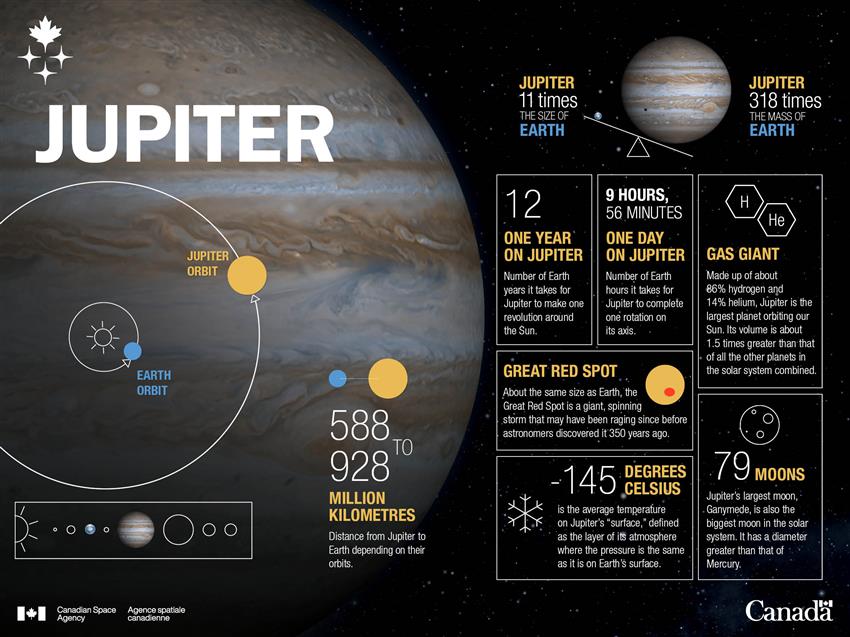 JUPITER
JUPITER
ORBIT
EARTH
ORBIT
588
TO
928
MILLION
KILOMETRES
Distance from Jupiter to
Earth depending on their
orbits.
JUPITER
11 times
THE SIZE OF
EARTH
JUPITER
318 times
THE MASS OF
EARTH
12
ONE YEAR
ON JUPITER
Number of Earth
years it takes for
Jupiter to make one
revolution around
the Sun.
9 HOURS,
56 MINUTES
ONE DAY
ON JUPITER
Number of Earth
hours it takes for
Jupiter to complete
one rotation on
its axis.
H
He
GAS GIANT
Made up of about
86% hydrogen and
14% helium, Jupiter is the
largest planet orbiting our
Sun. Its volume is about
1.5 times greater than that
of all the other planets in
the solar system combined.
GREAT RED SPOT
About the same size as Earth, the
Great Red Spot is a giant, spinning
storm that may have been raging since before
astronomers discovered it 350 years ago.
-145 DEGREES
CELSIUS
is the average temperature
on Jupiter's “surface,” defined
as the layer of its atmosphere
where the pressure is the same
as it is on Earth's surface.
79 MOONS
Jupiter's largest moon,
Ganymede, is also the
biggest moon in the solar
system. It has a diameter
greater than that of
Mercury.
Canadian Space
Agency
Agence spatiale
canadienne
Canada